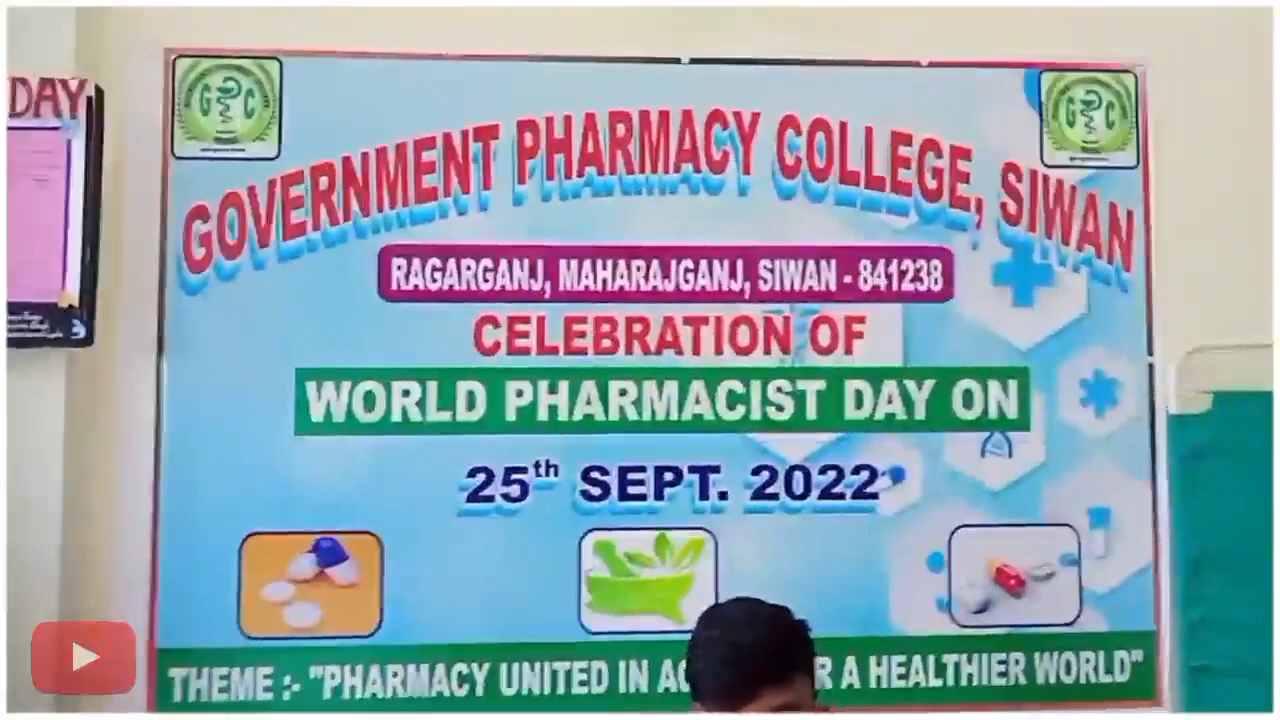 DAY
G C
G C
GOVERNMENT PHARMACY COLLEGE, SIWAN
RAGARGANJ, MAHARAJGANJ, SIWAN - 841238
CELEBRATION OF
WORLD PHARMACIST DAY ON
25th SEPT. 2022
THEME :- "PHARMACY UNITED IN A HEALTHIER WORLD"